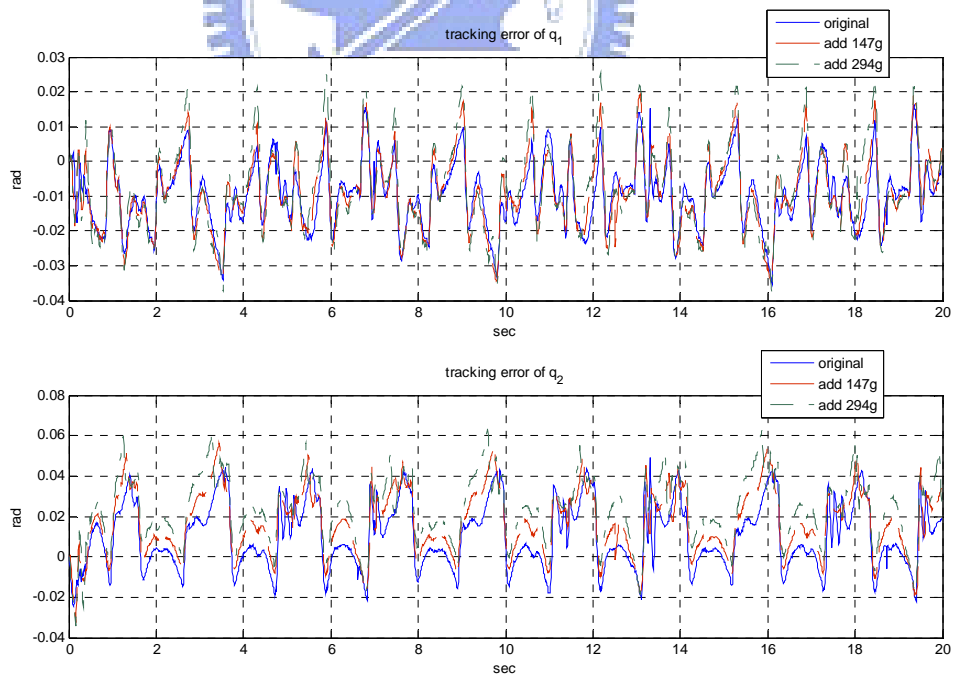 tracking error of q1
original
add 147g
add 294g
0.03
0.02
0.01
0
-0.01
-0.02
-0.03
-0.04
rad
0 2 4 6 8 10 12 14 16 18 20
sec
tracking error of q2
original
add 147g
add 294g
0.08
0.06
0.04
0.02
0
-0.02
-0.04
rad
0 2 4 6 8 10 12 14 16 18 20
sec